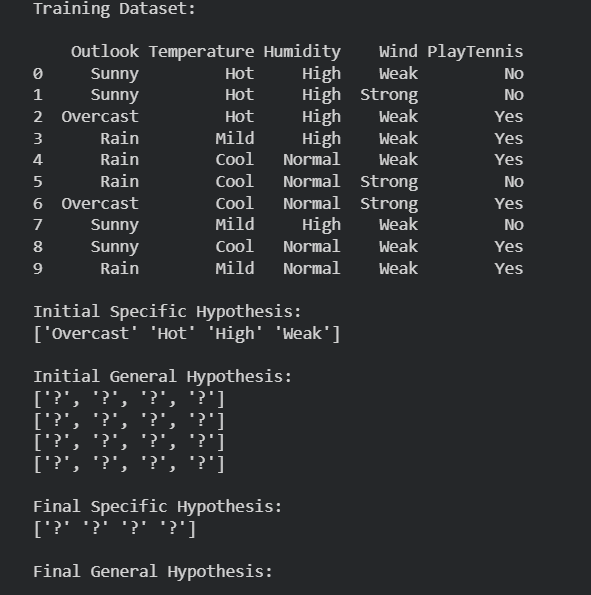 Training Dataset:
Outlook Temperature Humidity Wind PlayTennis
0 Sunny Hot High Weak No
1 Sunny Hot High Strong No
2 Overcast Hot High Weak Yes
3 Rain Mild High Weak Yes
4 Rain Cool Normal Weak Yes
5 Rain Cool Normal Strong No
6 Overcast Cool Normal Strong Yes
7 Sunny Mild High Weak No
8 Sunny Cool Normal Weak Yes
9 Rain Mild Normal Weak Yes
Initial Specific Hypothesis:
['Overcast' 'Hot' 'High' 'Weak']
Initial General Hypothesis:
['?', '?', '?', '?']
['?', '?', '?', '?']
['?', '?', '?', '?']
['?', '?', '?', '?']
Final Specific Hypothesis:
['?' '?' '?' '?']
Final General Hypothesis: